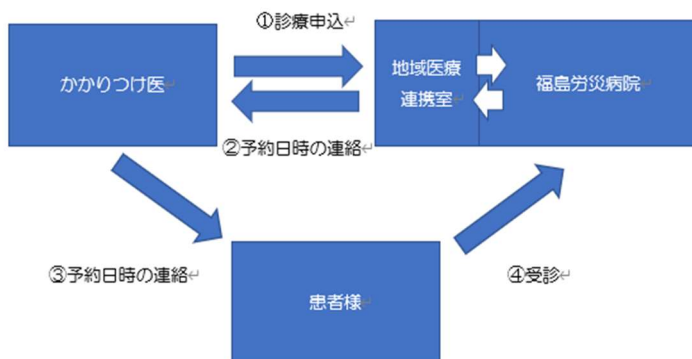 ①診療申込
かかりつけ医
地域医療
連携室
福島労災病院
②予約日時の連絡
③予約日時の連絡
④受診
患者様